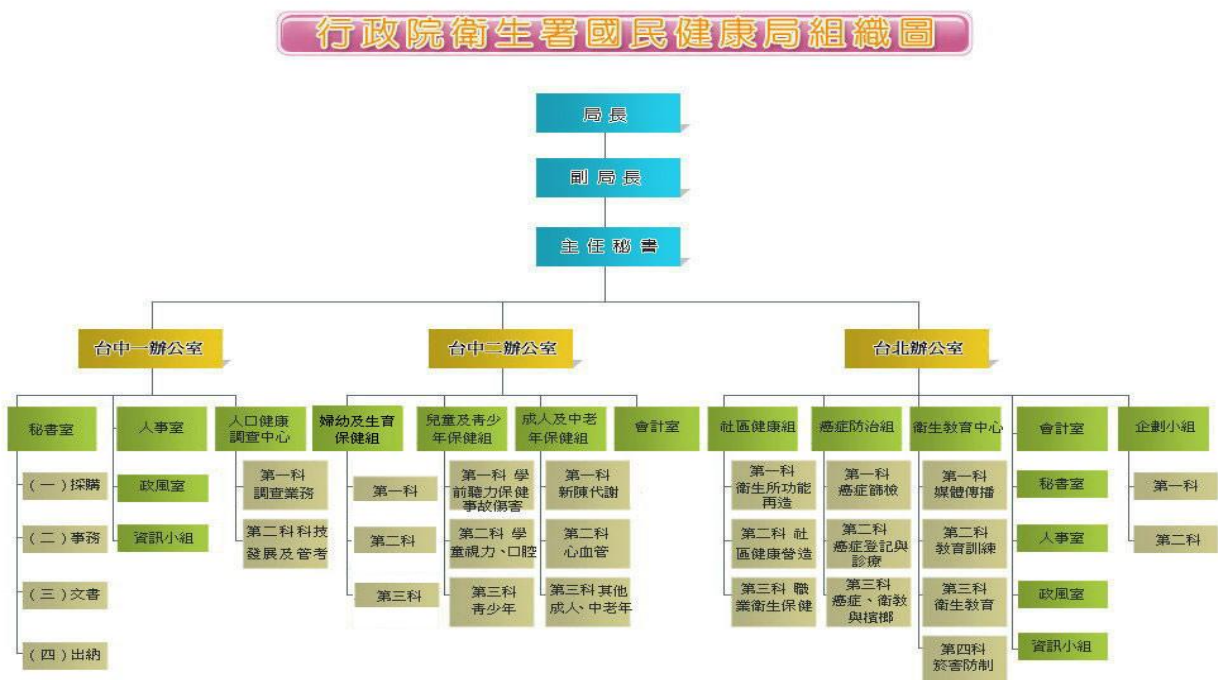 行政院衛生署國民健康局組織圖
局長
副局長
主任秘書
台中一辦公室
台中二辦公室
台北辦公室
秘書室
人事室
人口健康
調查中心
婦幼及生育
保健組
兒童及青少
年保健組
成人及中老
年保健組
會計室
社區健康組
癌症防治組
衛生教育中心
會計室
企劃小組
(一)採購
(二)事務
(三)文書
(四)出納
政風室
資訊小組
第一科
調查業務
第二科科技
發展及管考
第一科
第二科
第三科
第一科 學
前聽力保健
事故傷害
第二科 學
童視力、口腔
第三科
青少年
第一科
新陳代謝
第二科
心血管
第三科其他
成人、中老年
第一科
衛生所功能
再造
第二科 社
區健康營造
第三科 職
業衛生保健
第一科
癌症篩檢
第二科
癌症登記與
診療
第三科
癌症、衛教
與檳榔
第一科
媒體傳播
第二科
教育訓練
第三科
衛生教育
第四科
菸害防制
秘書室
人事室
政風室
資訊小組
第一科
第二科